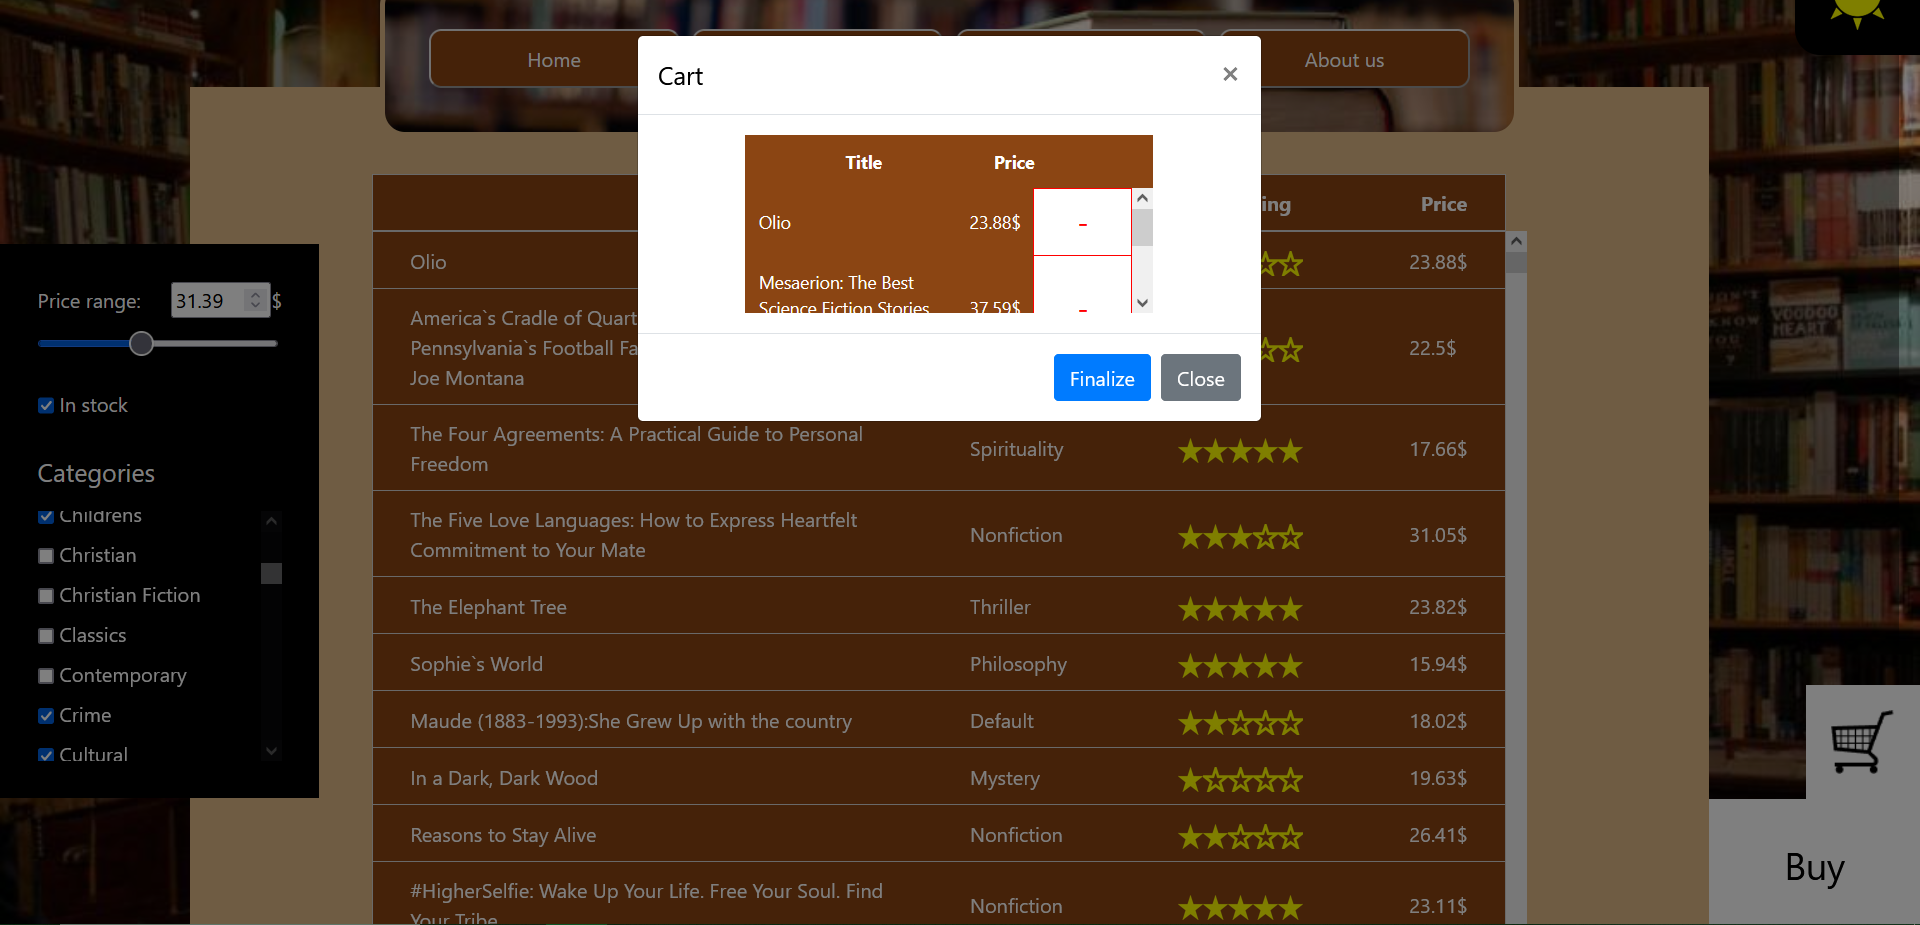 Home
About us
Cart
×
Title Price
Olio 23.88$ -
Mesaerion: The Best
Science Fiction Stories 37.59$ -
Finalize Close
Price range: 31.39 $
In stock
Categories
Childrens
Christian
Christian Fiction
Classics
Contemporary
Crime
Cultural
ing Price
Olio 23.88$
America`s Cradle of Quart
Pennsylvania`s Football Fa
Joe Montana
22.5$
The Four Agreements: A Practical Guide to Personal
Freedom
Spirituality 17.66$
The Five Love Languages: How to Express Heartfelt
Commitment to Your Mate
Nonfiction 31.05$
The Elephant Tree Thriller 23.82$
Sophie`s World Philosophy 15.94$
Maude (1883-1993):She Grew Up with the country Default 18.02$
In a Dark, Dark Wood Mystery 19.63$
Reasons to Stay Alive Nonfiction 26.41$
#HigherSelfie: Wake Up Your Life. Free Your Soul. Find
Your Tribe
Nonfiction 23.11$
VOODOO
HEART
Buy